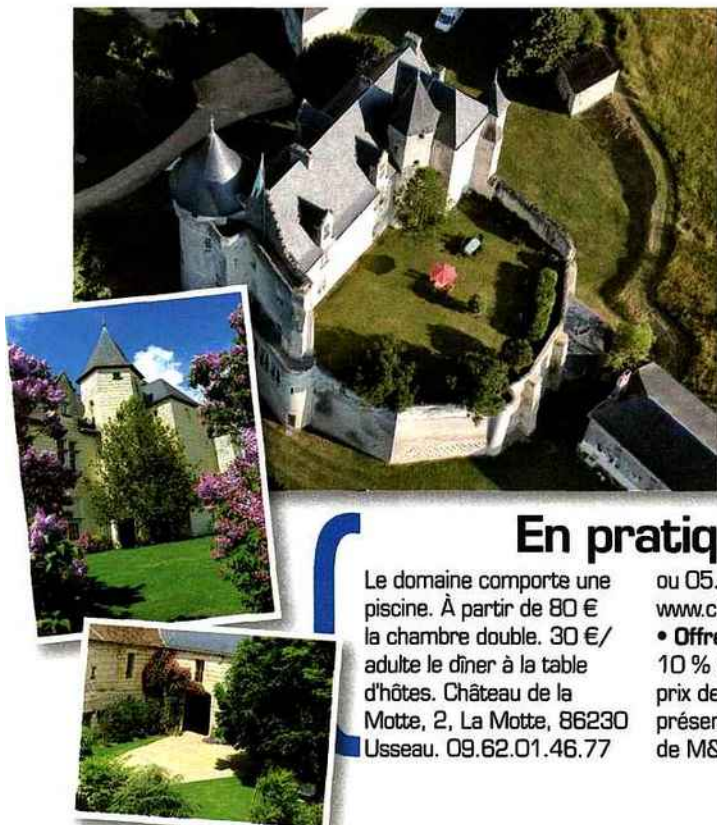 En pratiq
Le domaine comporte une
piscine. À partir de 80 €
la chambre double. 30 €/
adulte le dîner à la table
d'hôtes. Château de la
Motte, 2, La Motte, 86230
Usseau. 09.62.01.46.77
ou 05.
www.c
• Offre
10 %
prix de
présen
de M&